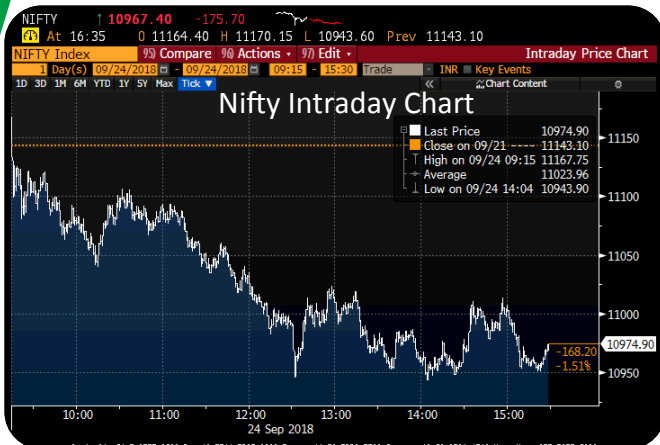 NIFTY ↑ 10967.40 -175.70
At 16:35 O 11164.40 H 11170.15 L 10943.60 Prev 11143.10
NIFTY Index 95) Compare 96) Actions 97) Edit Intraday Price Chart
1 Day(s) 09/24/2018 - 09/24/2018 09:15 - 15:30 Trade INR Key Events
1D 3D 1M 6M YTD 1Y 5Y Max Tick ▼ « Chart Content
Nifty Intraday Chart
Last Price 10974.90
Close on 09/21 ---- 11143.10
High on 09/24 09:15 11167.75
Average 11023.96
Low on 09/24 14:04 10943.90
11150
11100
11050
11000
10974.90
-168.20
-1.51%
10950
10:00 11:00 12:00 13:00 14:00 15:00
24 Sep 2018